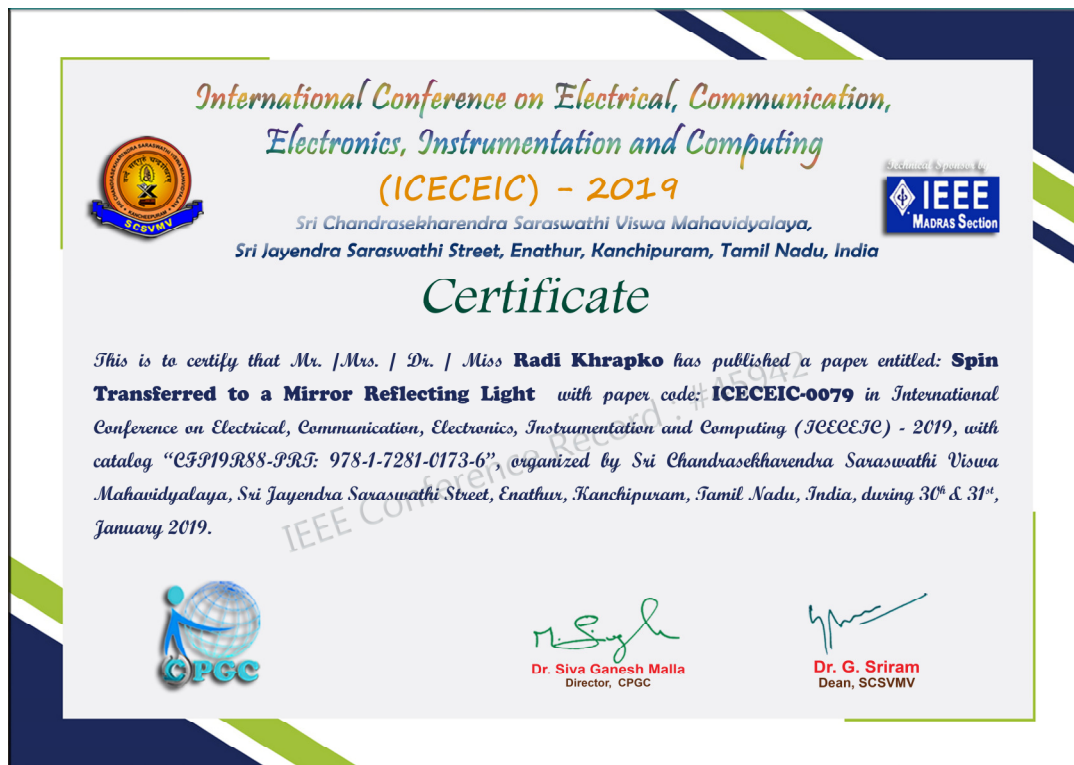 International Conference on Electrical, Communication,
Electronics, Instrumentation and Computing
(ICECEIC) - 2019
Sri Chandrasekharendra Saraswathi Viswa Mahavidyalaya,
Sri Jayendra Saraswathi Street, Enathur, Kanchipuram, Tamil Nadu, India
SCSVMV
IEEE
MADRAS Section
Certificate
This is to certify that Mr. /Mrs. / Dr. / Miss Radi Khrapko has published a paper entitled: Spin
Transferred to a Mirror Reflecting Light with paper code: ICECEIC-0079 in International
Conference on Electrical, Communication, Electronics, Instrumentation and Computing (ICECEIC) - 2019, with
catalog “CFP19R88-PRT: 978-1-7281-0173-6”, organized by Sri Chandrasekharendra Saraswathi Viswa
Mahavidyalaya, Sri Jayendra Saraswathi Street, Enathur, Kanchipuram, Tamil Nadu, India, during 30th & 31st,
January 2019.
IEEE Conference Record : #45942
CPGC
Dr. Siva Ganesh Malla
Director, CPGC
Dr. G. Sriram
Dean, SCSVMV